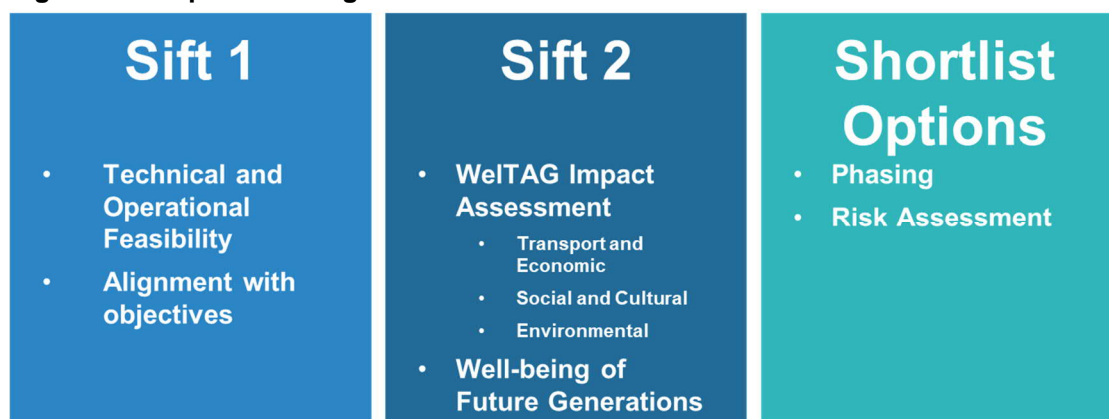 Sift 1
• Technical and
Operational
Feasibility
• Alignment with
objectives
Sift 2
• WelTAG Impact
Assessment
• Transport and
Economic
• Social and Cultural
• Environmental
• Well-being of
Future Generations
Shortlist
Options
• Phasing
• Risk Assessment